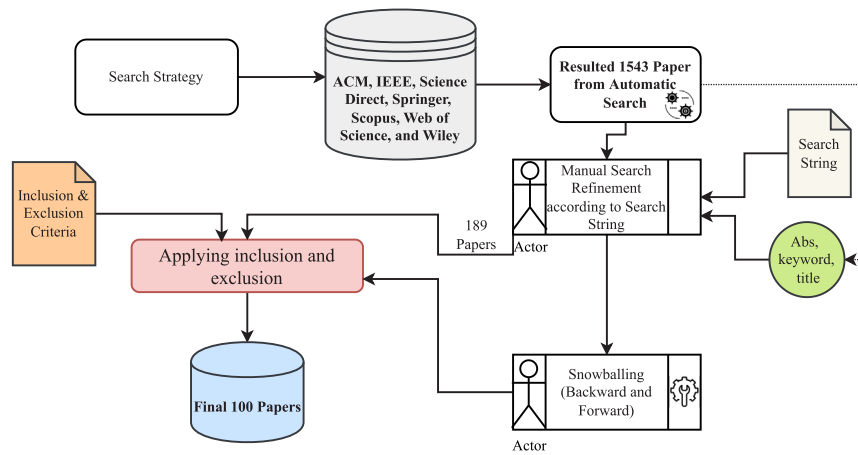 Search Strategy
ACM, IEEE, Science
Direct, Springer,
Scopus, Web of
Science, and Wiley
Resulted 1543 Paper
from Automatic
Search
Search
String
Manual Search
Refinement
according to Search
String
Actor
Inclusion &
Exclusion
Criteria
189
Papers
Abs,
keyword,
title
Applying inclusion and
exclusion
Final 100 Papers
Snowballing
(Backward and
Forward)
Actor